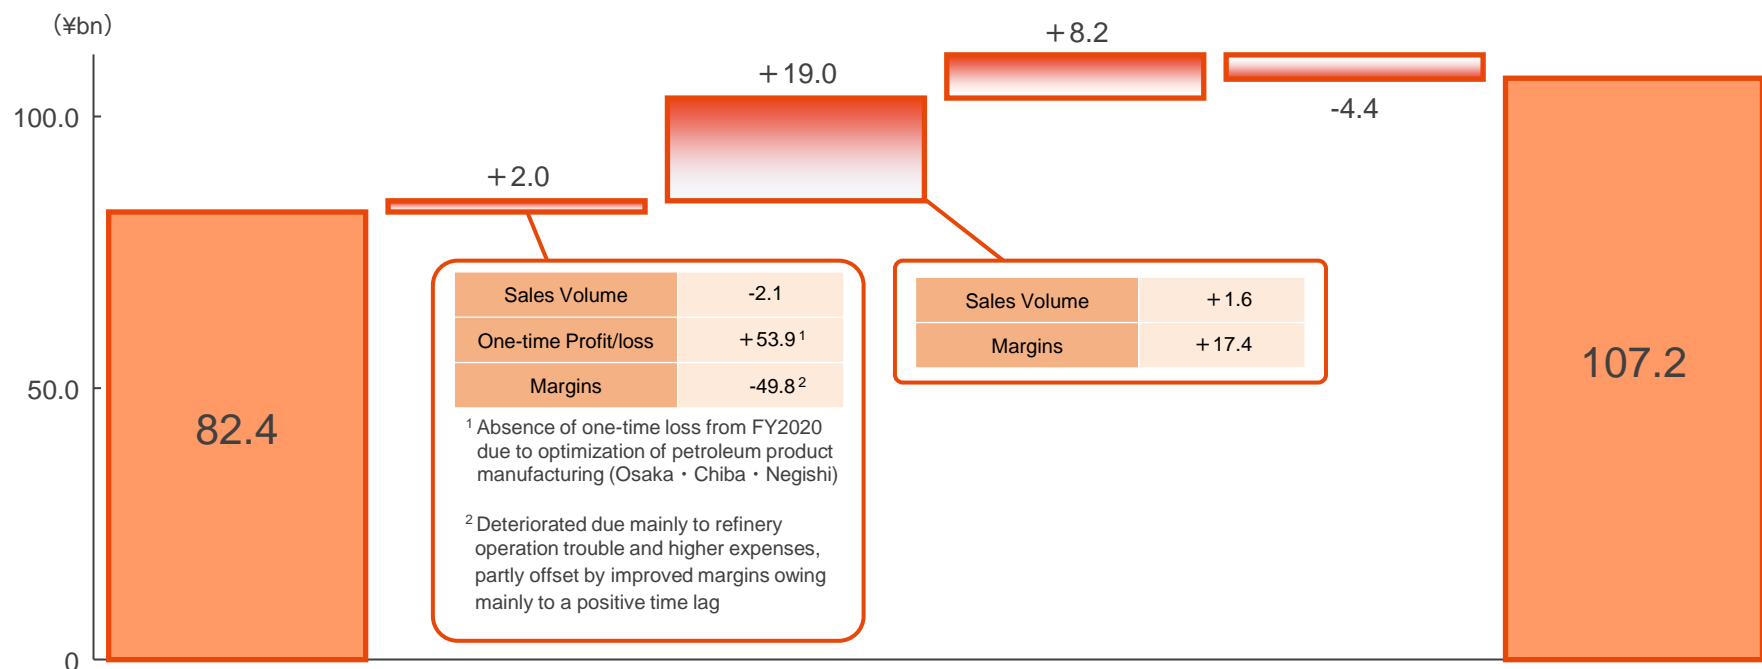 （¥bn）
100.0
50.0
0
82.4
＋2.0
＋19.0
＋8.2
-4.4
107.2
Sales Volume -2.1
One-time Profit/loss ＋53.9 1
Margins -49.8 2
1 Absence of one-time loss from FY2020
due to optimization of petroleum product
manufacturing (Osaka・Chiba・Negishi)
2 Deteriorated due mainly to refinery
operation trouble and higher expenses,
partly offset by improved margins owing
mainly to a positive time lag
Sales Volume ＋1.6
Margins ＋17.4